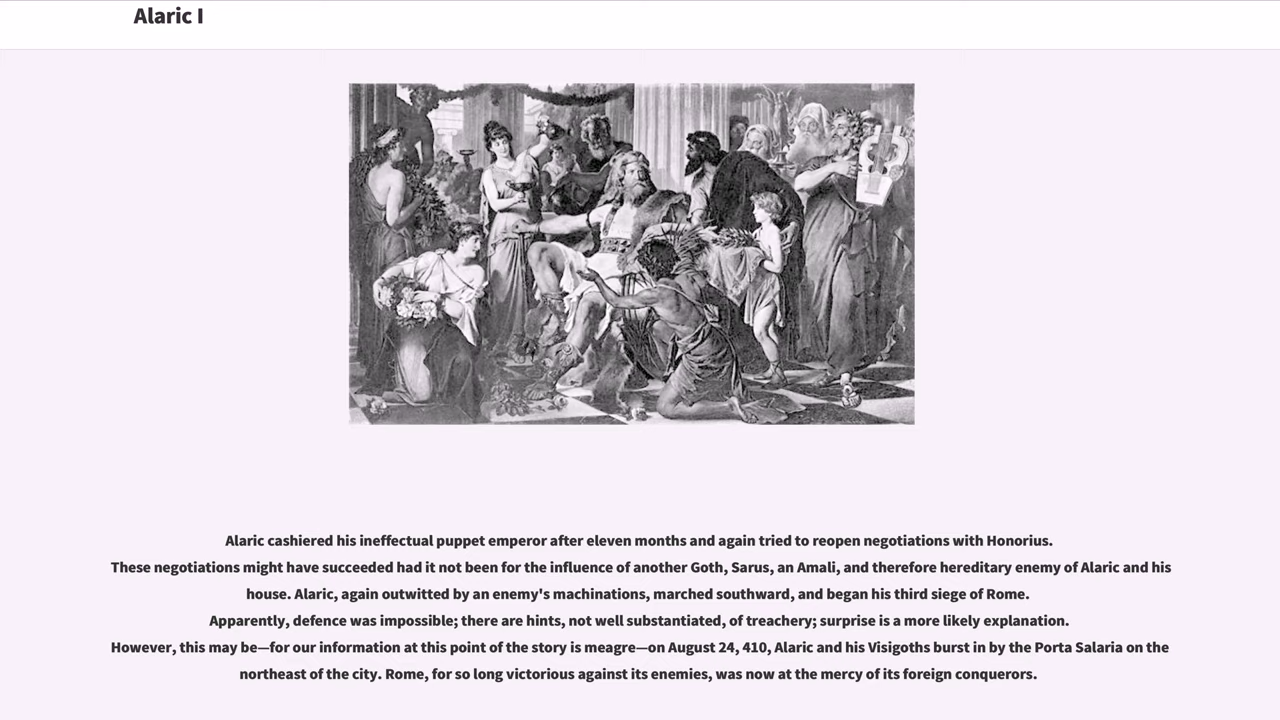 Alaric I
Alaric cashiered his ineffectual puppet emperor after eleven months and again tried to reopen negotiations with Honorius.
These negotiations might have succeeded had it not been for the influence of another Goth, Sarus, an Amali, and therefore hereditary enemy of Alaric and his
house. Alaric, again outwitted by an enemy's machinations, marched southward, and began his third siege of Rome.
Apparently, defence was impossible; there are hints, not well substantiated, of treachery; surprise is a more likely explanation.
However, this may be—for our information at this point of the story is meagre—on August 24, 410, Alaric and his Visigoths burst in by the Porta Salaria on the
northeast of the city. Rome, for so long victorious against its enemies, was now at the mercy of its foreign conquerors.